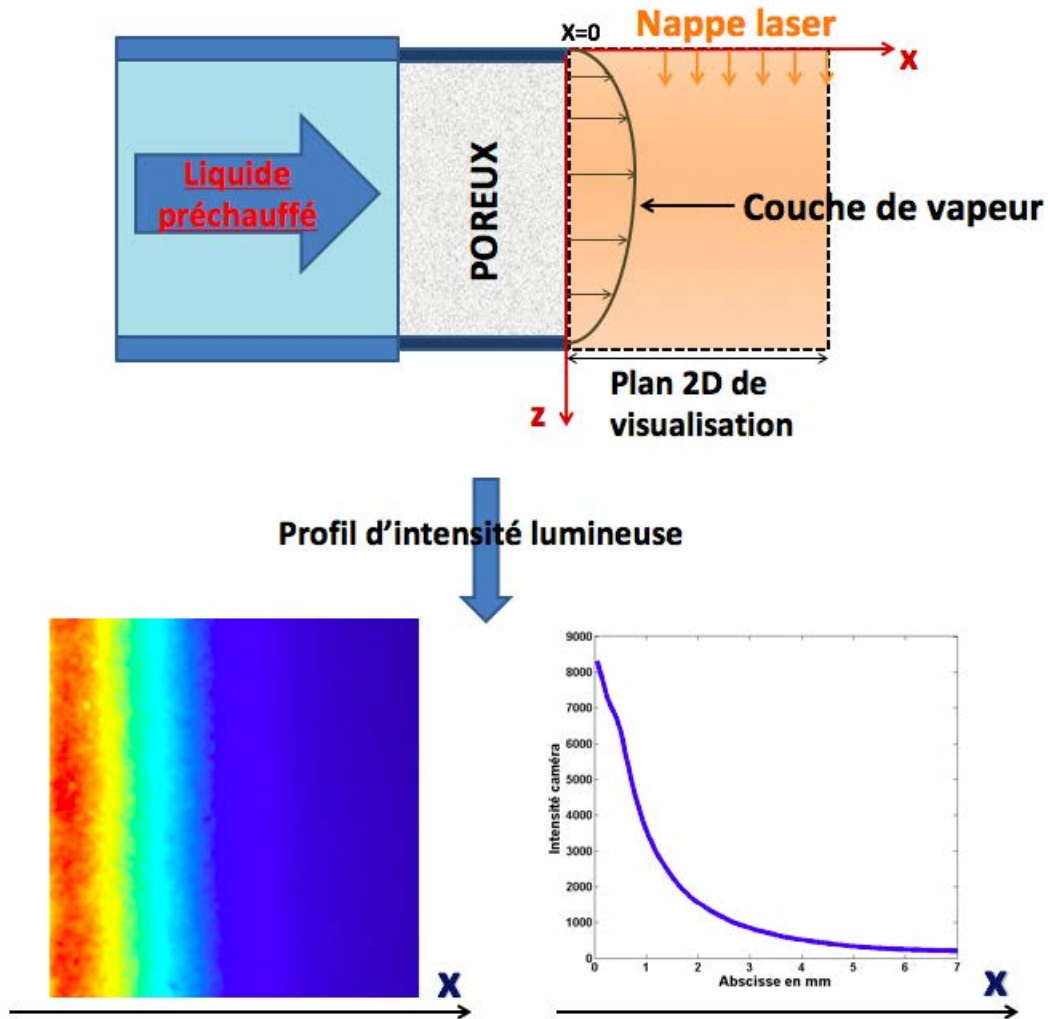 X=0
Nappe laser
x
Liquide
préchauffé
POREUX
Couche de vapeur
Plan 2D de
visualisation
z
Profil d'intensité lumineuse
9000
8000
7000
6000
5000
4000
3000
2000
1000
0
Intensité caméra
0 1 2 3 4 5 6 7
Abscisse en mm
X
X